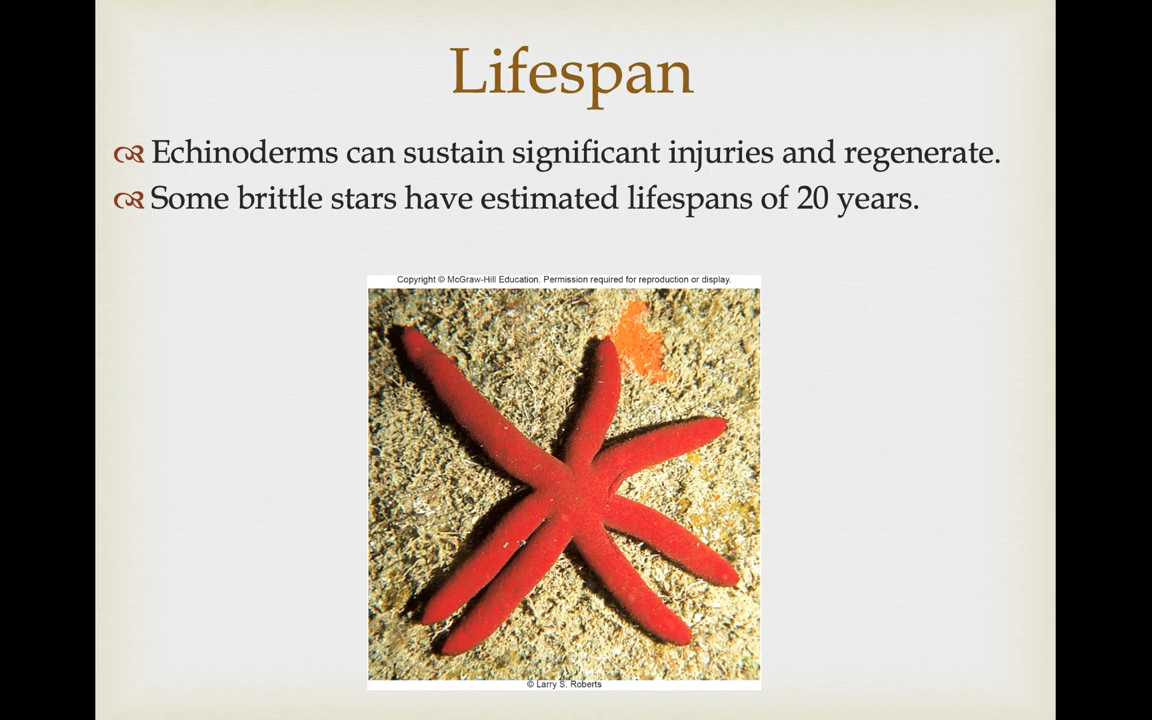 Lifespan
Echinoderms can sustain significant injuries and regenerate.
Some brittle stars have estimated lifespans of 20 years.
Copyright © McGraw-Hill Education. Permission required for reproduction or display.
© Larry S. Roberts